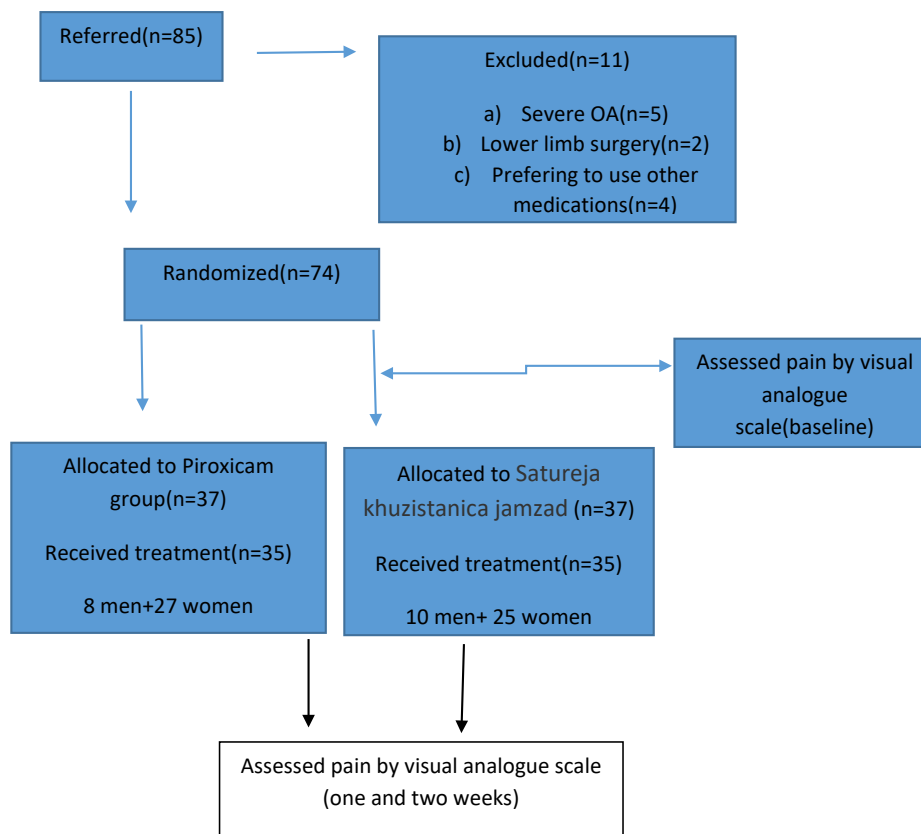 Referred(n=85)
Excluded(n=11)
a) Severe OA(n=5)
b) Lower limb surgery(n=2)
c) Prefering to use other
medications(n=4)
Randomized(n=74)
Assessed pain by visual
analogue
scale(baseline)
Allocated to Piroxicam
group(n=37)
Received treatment(n=35)
8 men+27 women
Allocated to Satureja
khuzistanica jamzad (n=37)
Received treatment(n=35)
10 men+ 25 women
Assessed pain by visual analogue scale
(one and two weeks)